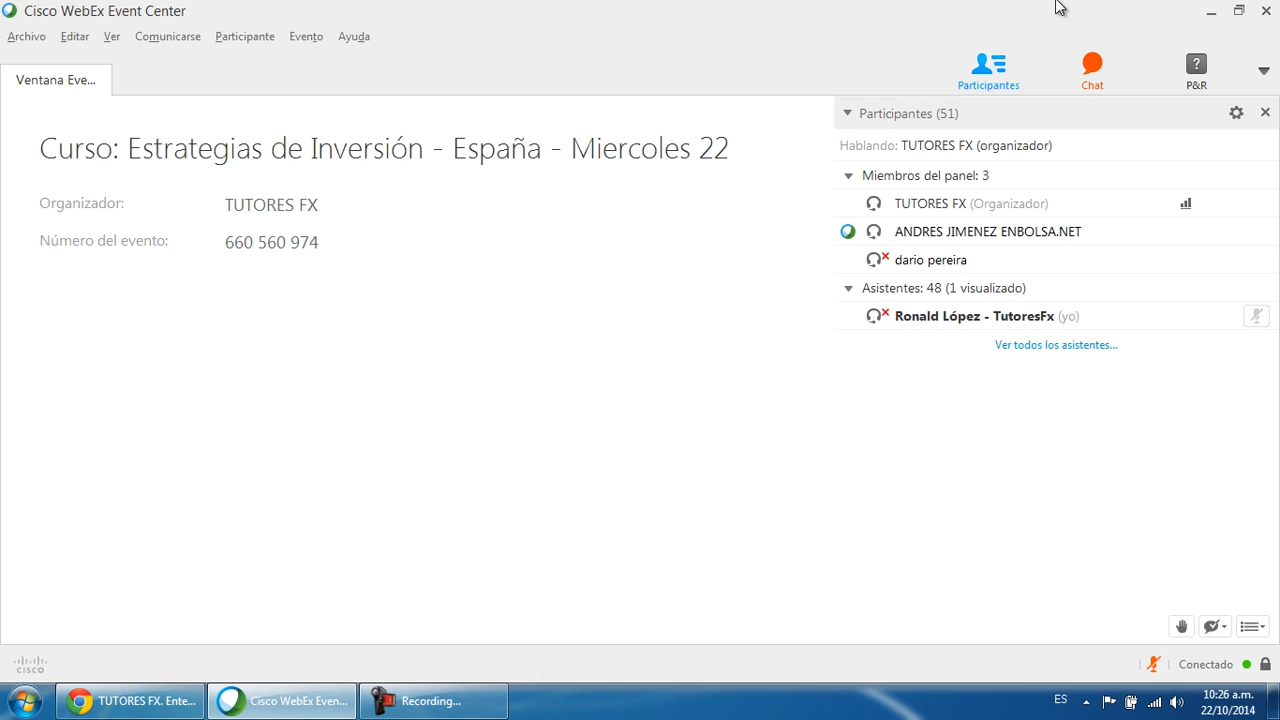 Cisco WebEx Event Center
Archivo Editar Ver Comunicarse Participante Evento Ayuda
Participantes Chat ? P&R
Ventana Eve...
Participantes (51)
Curso: Estrategias de Inversión - España - Miercoles 22
Hablando: TUTORES FX (organizador)
Miembros del panel: 3
Organizador: TUTORES FX
TUTORES FX (Organizador)
Número del evento: 660 560 974
ANDRES JIMENEZ ENBOLSA.NET
dario pereira
Asistentes: 48 (1 visualizado)
Ronald López - TutoresFx (yo)
Ver todos los asistentes...
cisco
Conectado
TUTORES FX. Ente... Cisco WebEx Even... Recording...
ES
10:26 a.m.
22/10/2014